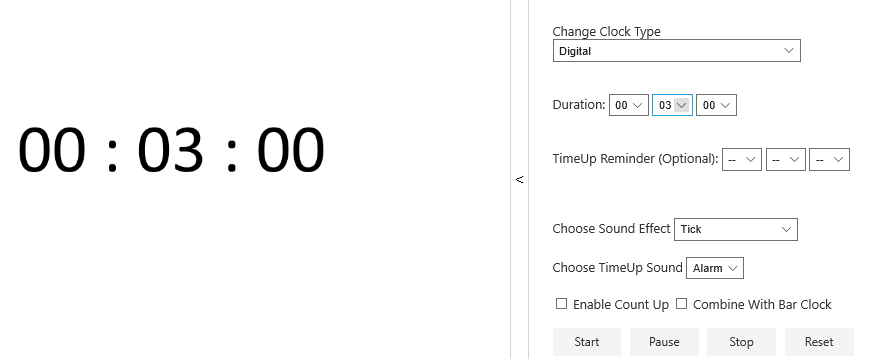 00 : 03 : 00
<
Change Clock Type
Digital
Duration: 00 03 00
TimeUp Reminder (Optional): -- -- --
Choose Sound Effect Tick
Choose TimeUp Sound Alarm
Enable Count Up Combine With Bar Clock
Start Pause Stop Reset